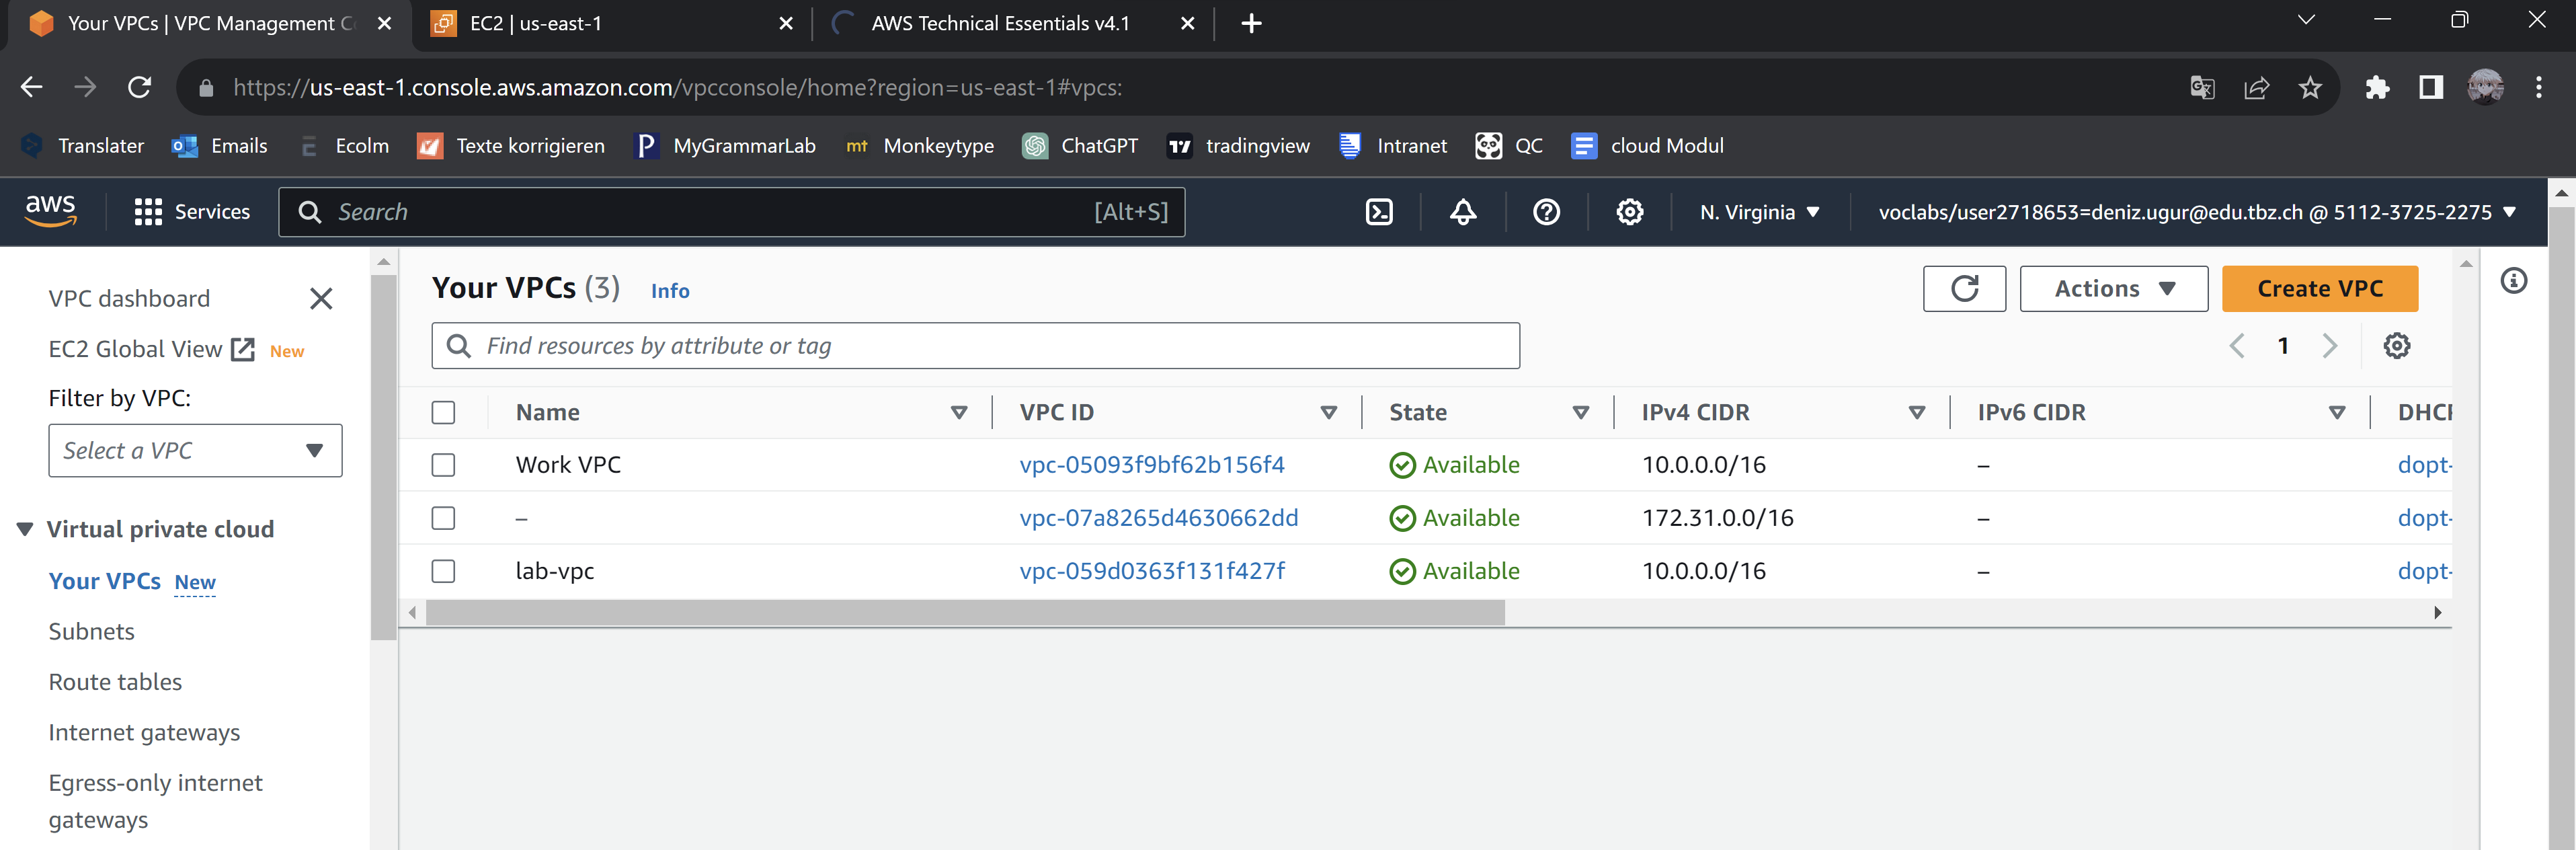 Your VPCs | VPC Management Co
EC2 | us-east-1
AWS Technical Essentials v4.1
https://us-east-1.console.aws.amazon.com/vpcconsole/home?region=us-east-1#vpcs:
Translater Emails Ecolm Texte korrigieren MyGrammarLab Monkeytype ChatGPT tradingview Intranet QC cloud Modul
aws Services Search [Alt+S] N. Virginia voclabs/user2718653=deniz.ugur@edu.tbz.ch @ 5112-3725-2275
VPC dashboard
EC2 Global View New
Filter by VPC:
Select a VPC
Virtual private cloud
Your VPCs New
Subnets
Route tables
Internet gateways
Egress-only internet
gateways
Your VPCs (3) Info
Actions Create VPC
Find resources by attribute or tag
1
Name VPC ID State IPv4 CIDR IPv6 CIDR DHCP
Work VPC vpc-05093f9bf62b156f4 Available 10.0.0.0/16 – dopt-
– vpc-07a8265d4630662dd Available 172.31.0.0/16 – dopt-
lab-vpc vpc-059d0363f131f427f Available 10.0.0.0/16 – dopt-